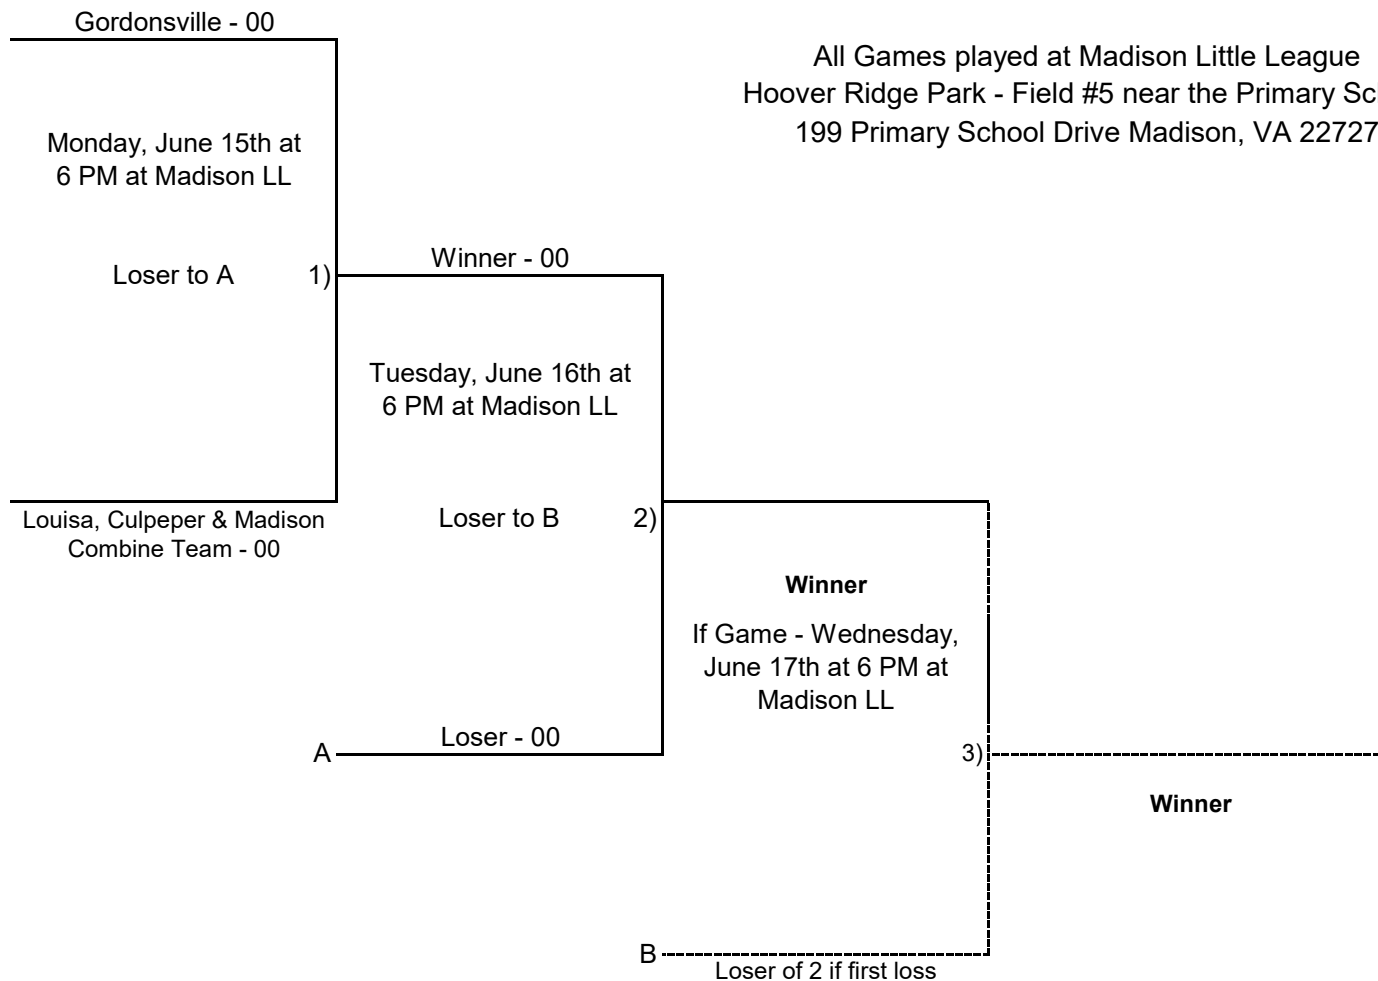 Gordonsville - 00
All Games played at Madison Little League
Hoover Ridge Park - Field #5 near the Primary
199 Primary School Drive Madison, VA 22727
Monday, June 15th at
6 PM at Madison LL
Loser to A 1)
Winner - 00
Tuesday, June 16th at
6 PM at Madison LL
Louisa, Culpeper & Madison
Combine Team - 00
Loser to B 2)
Winner
If Game - Wednesday,
June 17th at 6 PM at
Madison LL
A Loser - 00
3)
Winner
B
Loser of 2 if first loss